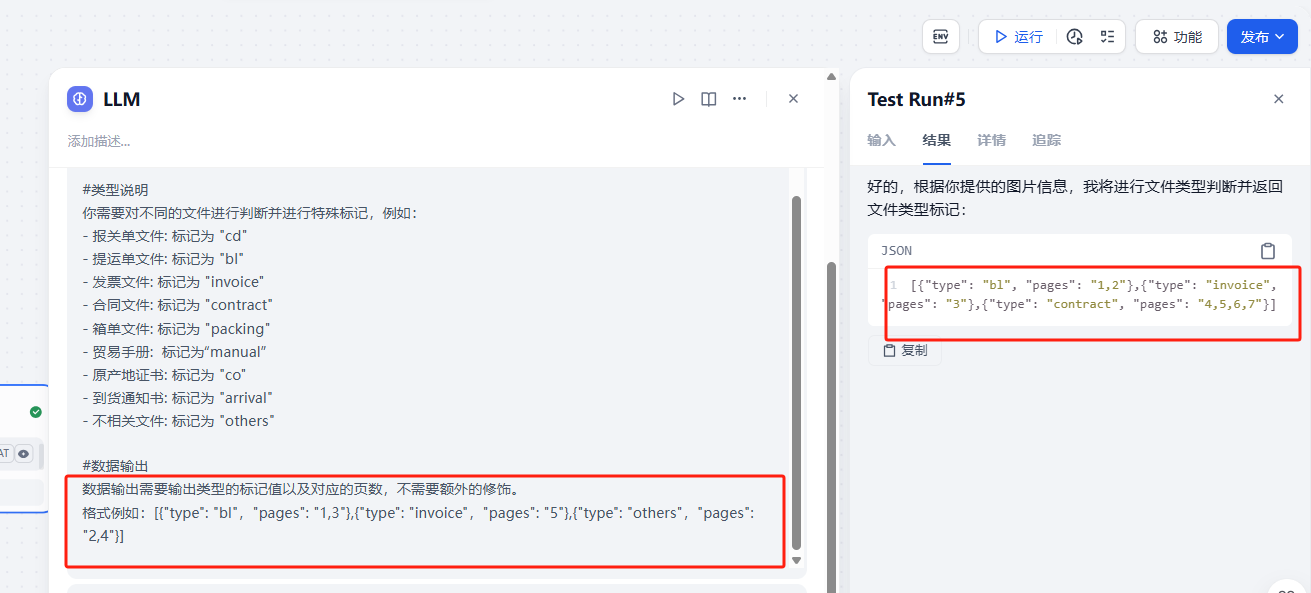 ENV
运行
功能
发布
LLM
添加描述...
#类型说明
你需要对不同的文件进行判断并进行特殊标记，例如：
- 报关单文件: 标记为 "cd"
- 提运单文件: 标记为 "bl"
- 发票文件: 标记为 "invoice"
- 合同文件: 标记为 "contract"
- 箱单文件: 标记为 "packing"
- 贸易手册：标记为“manual”
- 原产地证书: 标记为 "co"
- 到货通知书: 标记为 "arrival"
- 不相关文件: 标记为 "others"
#数据输出
数据输出需要输出类型的标记值以及对应的页数，不需要额外的修饰。
格式例如：[{"type": "bl"，"pages": "1,3"},{"type": "invoice"，"pages": "5"},{"type": "others"，"pages":
"2,4"}]
AT
Test Run#5
输入 结果 详情 追踪
好的，根据你提供的图片信息，我将进行文件类型判断并返回
文件类型标记：
JSON
1 [{"type": "bl", "pages": "1,2"},{"type": "invoice",
"pages": "3"},{"type": "contract", "pages": "4,5,6,7"}]
复制